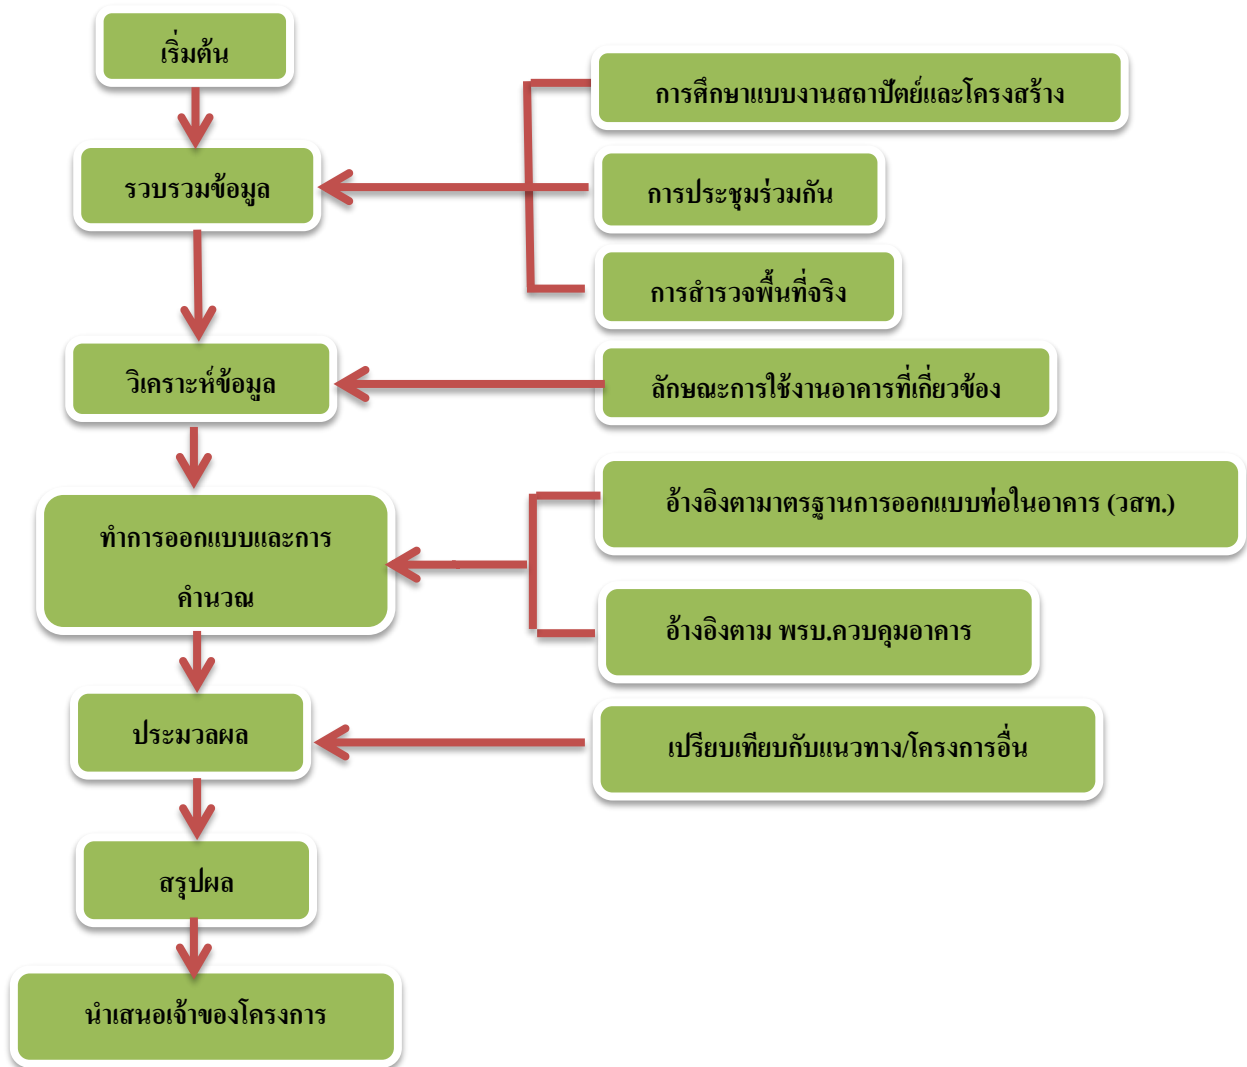 เริ่มต้น
การศึกษาแบบงานสถาปัตย์และโครงสร้าง
รวบรวมข้อมูล
การประชุมร่วมกัน
การสำรวจพื้นที่จริง
วิเคราะห์ข้อมูล
ลักษณะการใช้งานอาคารที่เกี่ยวข้อง
ทำการออกแบบและการ
คำนวณ
อ้างอิงตามาตรฐานการออกแบบท่อในอาคาร (วสท.)
อ้างอิงตาม พรบ.ควบคุมอาคาร
ประมวลผล
เปรียบเทียบกับแนวทาง/โครงการอื่น
สรุปผล
นำเสนอเจ้าของโครงการ